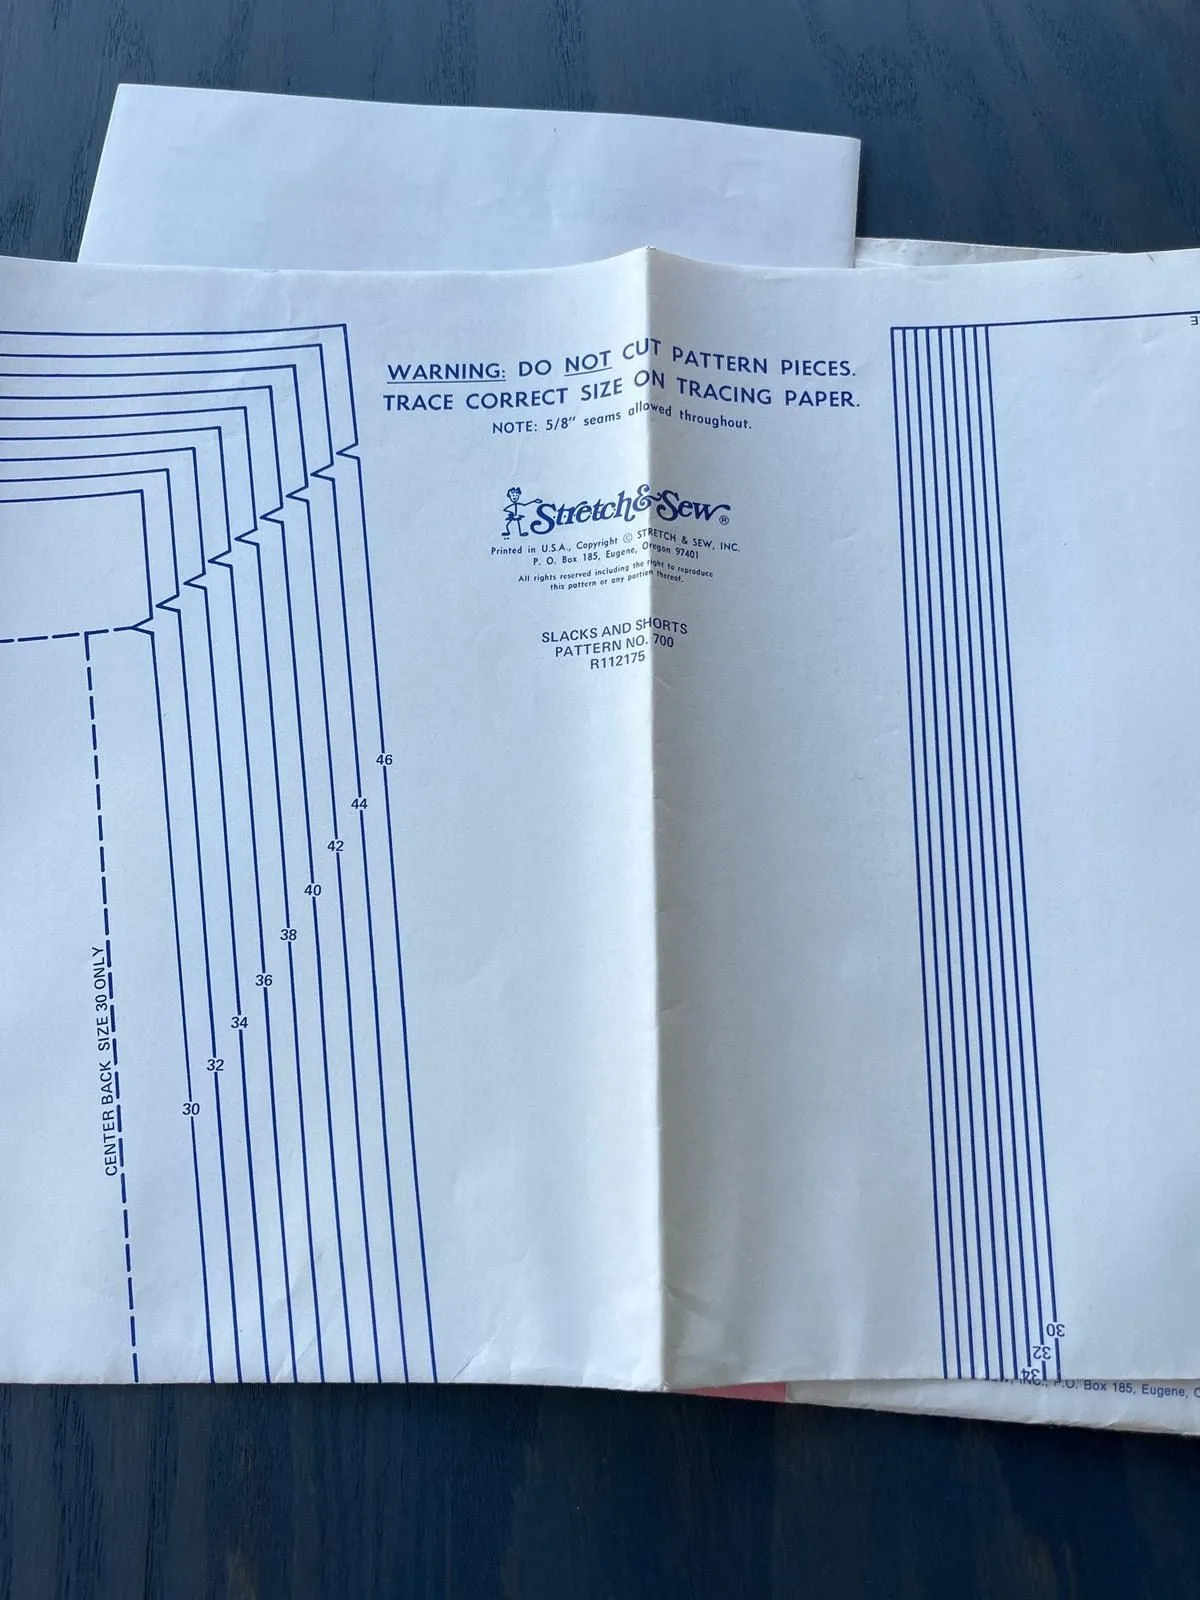 WARNING: DO NOT CUT PATTERN PIECES.
TRACE CORRECT SIZE ON TRACING PAPER.
NOTE: 5/8" seams allowed throughout.
Stretch & Sew®
Printed in U.S.A., Copyright © STRETCH & SEW, INC.
P. O. Box 185, Eugene, Oregon 97401
All rights reserved including the right to reproduce
this pattern or any portion thereof.
SLACKS AND SHORTS
PATTERN NO. 700
R112175
46
44
42
40
38
36
34
32
30
CENTER BACK SIZE 30 ONLY
30
32
34
P.O. Box 185, Eugene,